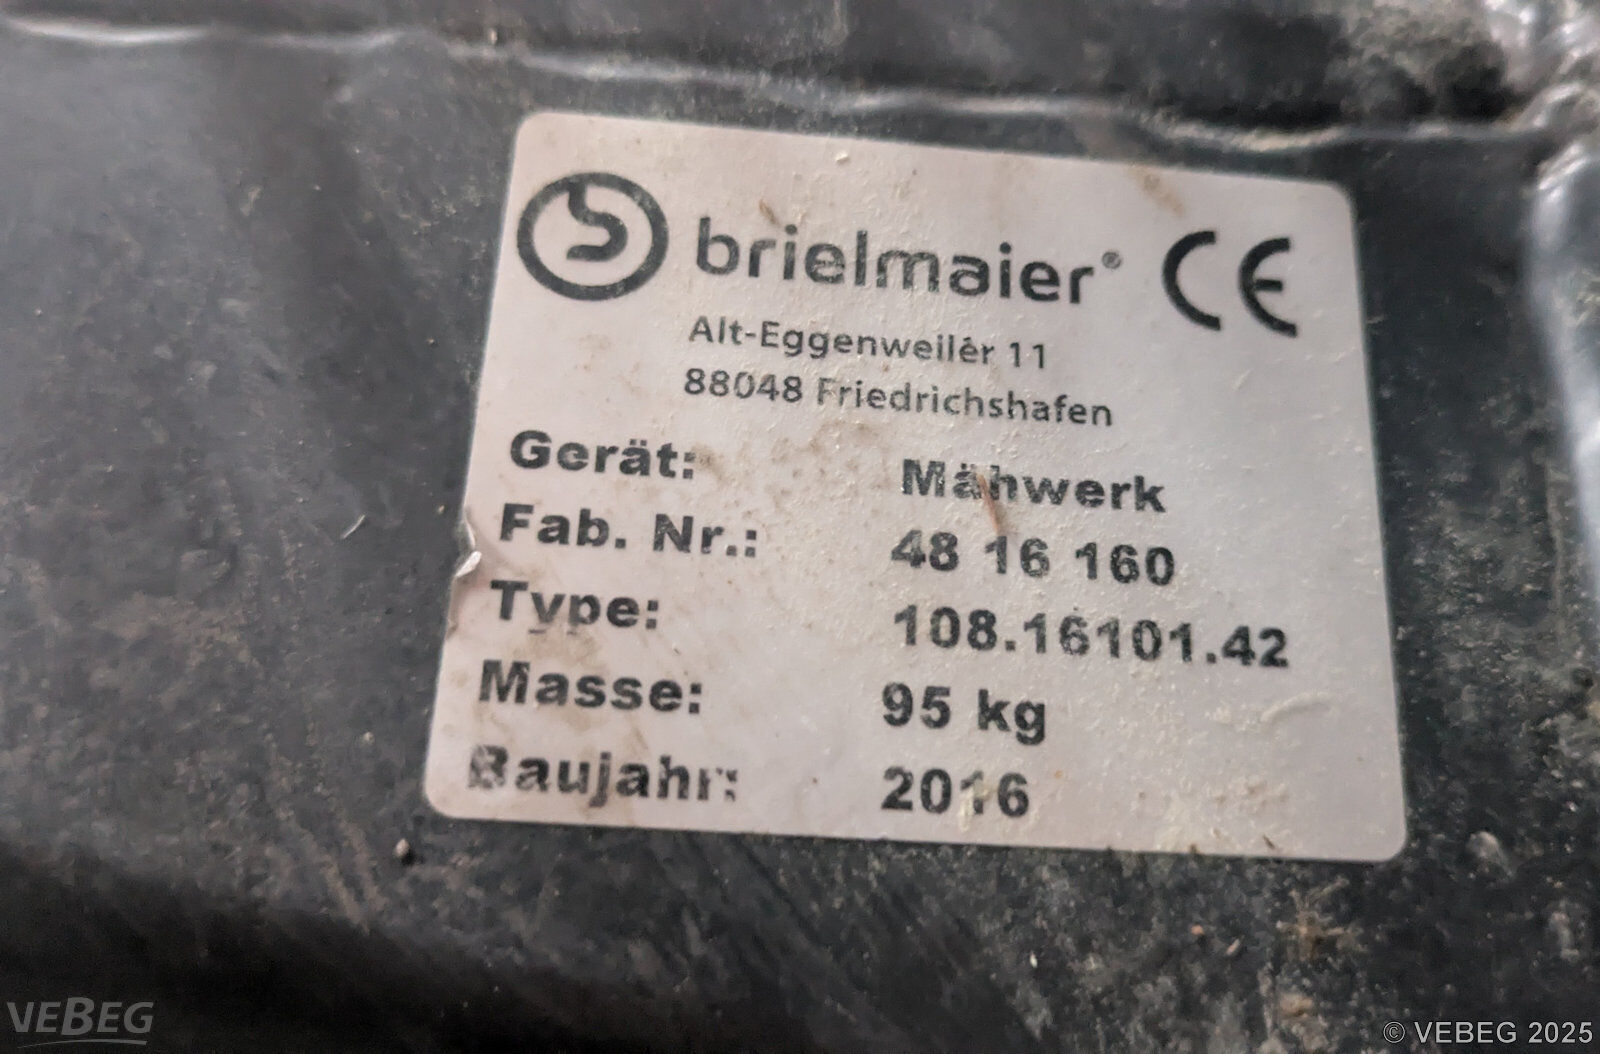 brielmaier® CE
Alt-Eggenweiler 11
88048 Friedrichshafen
Gerät: Mähwerk
Fab. Nr.: 48 16 160
Type: 108.16101.42
Masse: 95 kg
Baujahr: 2016
VEBEG
© VEBEG 2025